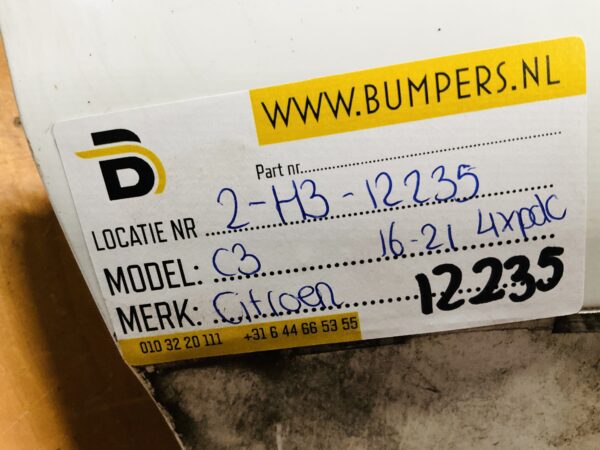 WWW.BUMPERS.NL
B
Part nr.
LOCATIE NR 2-H3-12235
MODEL: C3 16-21 4xpdc
MERK: Citroen 12235
010 32 20 111 +31 6 44 66 53 55